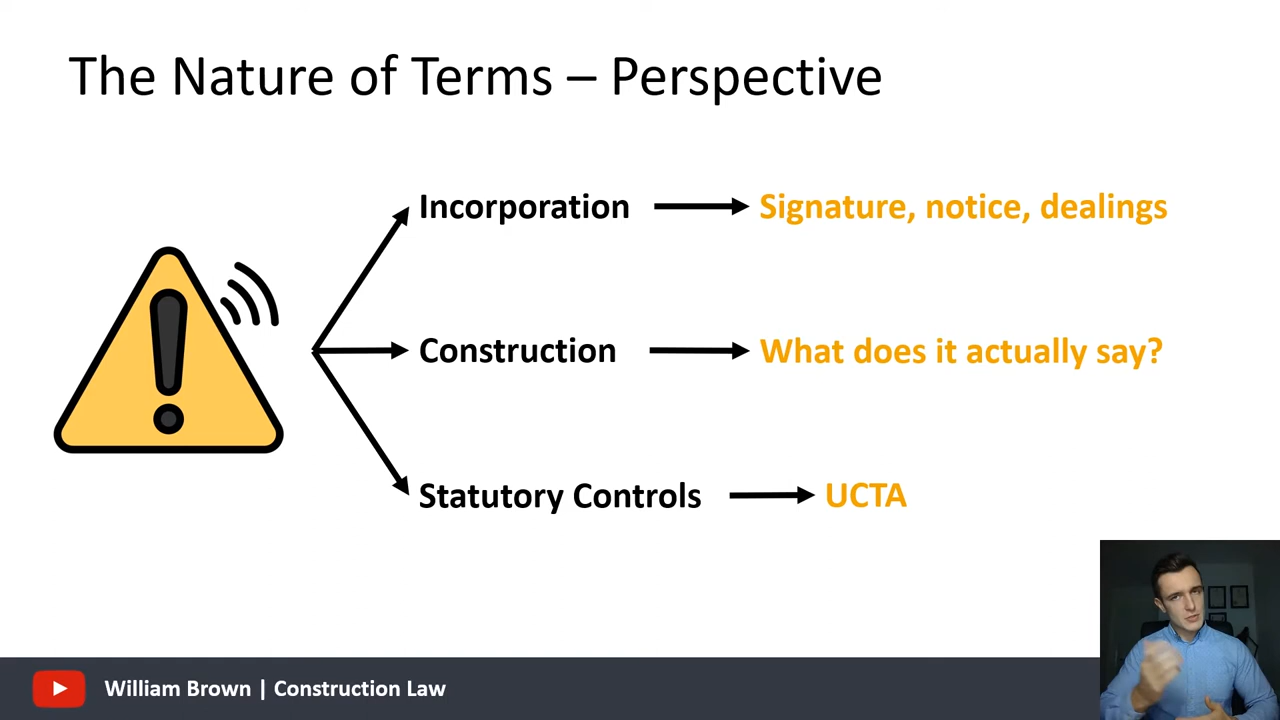 The Nature of Terms – Perspective
Incorporation
Signature, notice, dealings
Construction
What does it actually say?
Statutory Controls
UCTA
William Brown | Construction Law